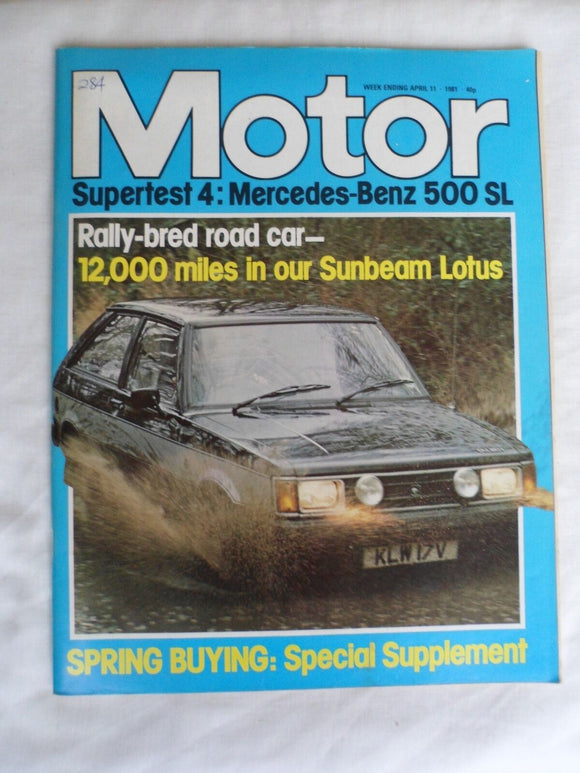 284
Motor
WEEK ENDING APRIL 11 · 1981 · 40p
Supertest 4: Mercedes-Benz 500 SL
Rally-bred road car—
12,000 miles in our Sunbeam Lotus
KLW 17V
SPRING BUYING: Special Supplement